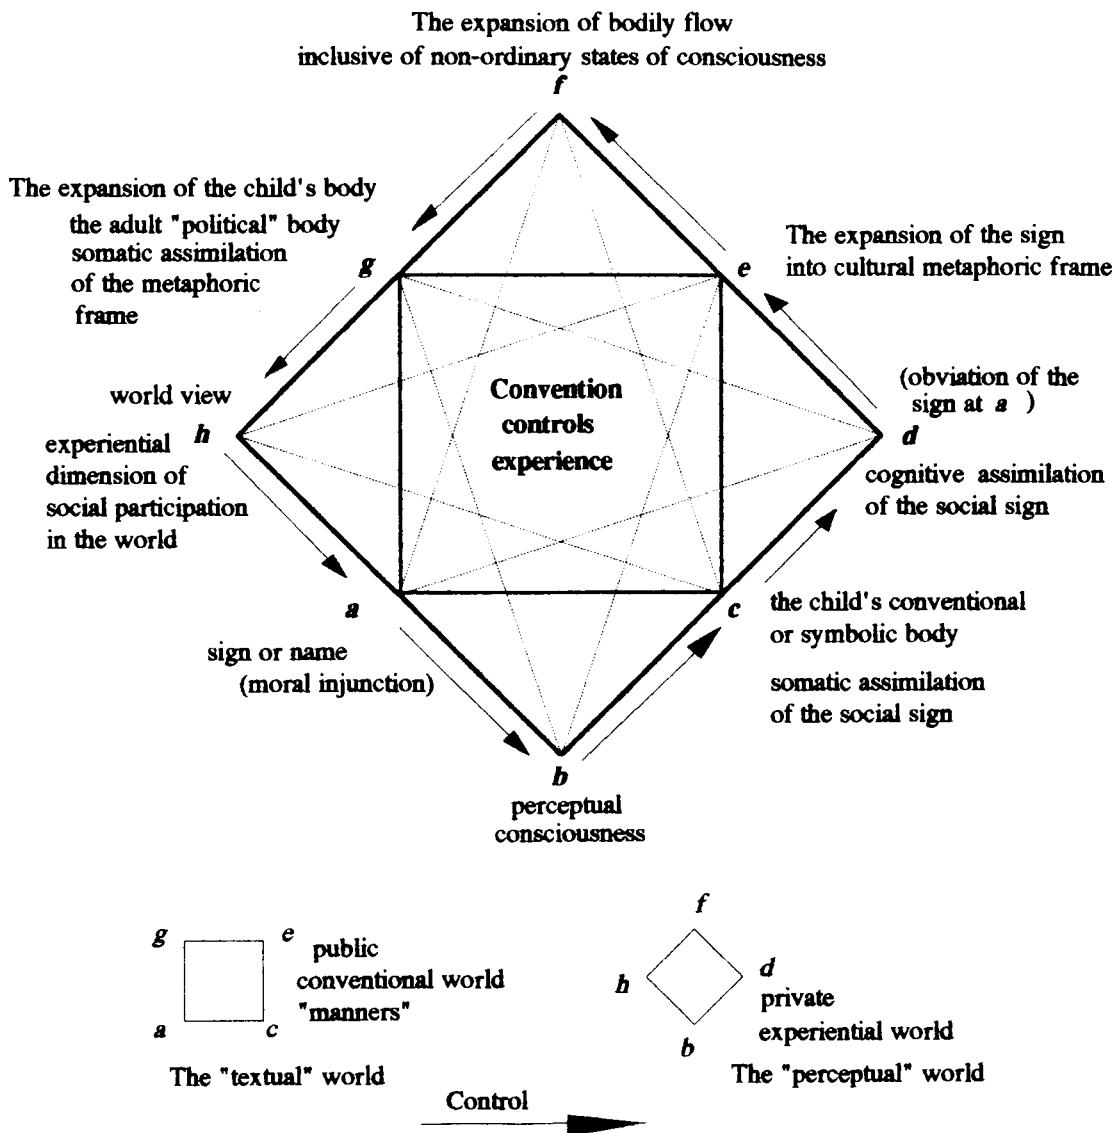 The expansion of bodily flow
inclusive of non-ordinary states of consciousness
f
The expansion of the child's body
the adult "political" body
somatic assimilation
of the metaphoric
frame
g
e
The expansion of the sign
into cultural metaphoric frame
world view
h
experiential
dimension of
social participation
in the world
Convention
controls
experience
(obviation of the
sign at a )
d
cognitive assimilation
of the social sign
a
sign or name
(moral injunction)
c
the child's conventional
or symbolic body
somatic assimilation
of the social sign
b
perceptual
consciousness
g
e
public
conventional world
"manners"
a
c
The "textual" world
f
h
d
private
experiential world
b
The "perceptual" world
Control